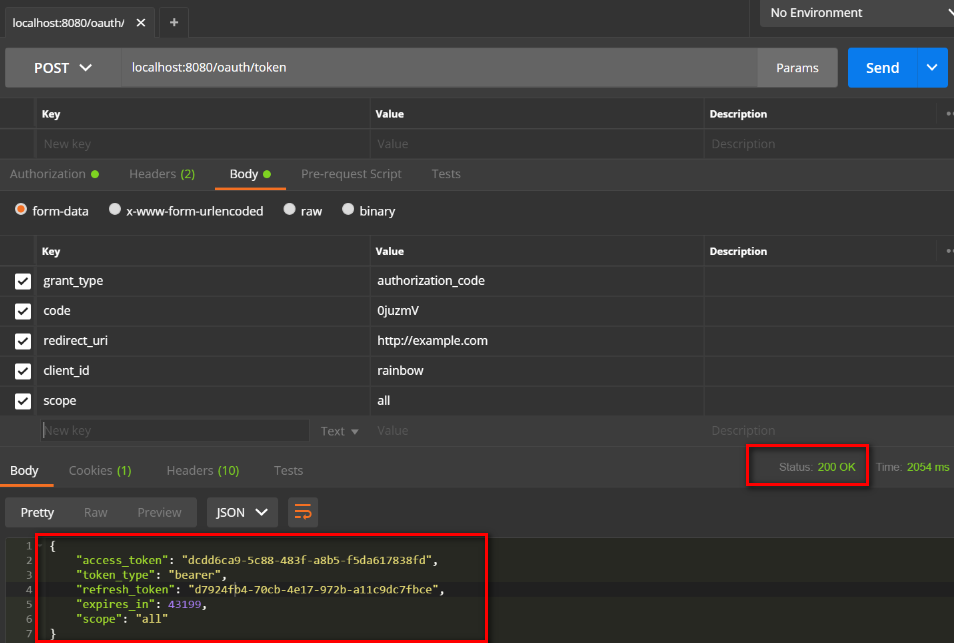 localhost:8080/oauth/ ✕ + No Environment
POST localhost:8080/oauth/token Params Send
Key Value Description
New key Value Description
Authorization Headers (2) Body Pre-request Script Tests
form-data x-www-form-urlencoded raw binary
Key Value Description
grant_type authorization_code
code 0juzmV
redirect_uri http://example.com
client_id rainbow
scope all
New key Text Value Description
Body Cookies (1) Headers (10) Tests Status: 200 OK Time: 2054 ms
Pretty Raw Preview JSON
1 {
2 "access_token": "dcdd6ca9-5c88-483f-a8b5-f5da617838fd",
3 "token_type": "bearer",
4 "refresh_token": "d7924fb4-70cb-4e17-972b-a11c9dc7fbce",
5 "expires_in": 43199,
6 "scope": "all"
7 }